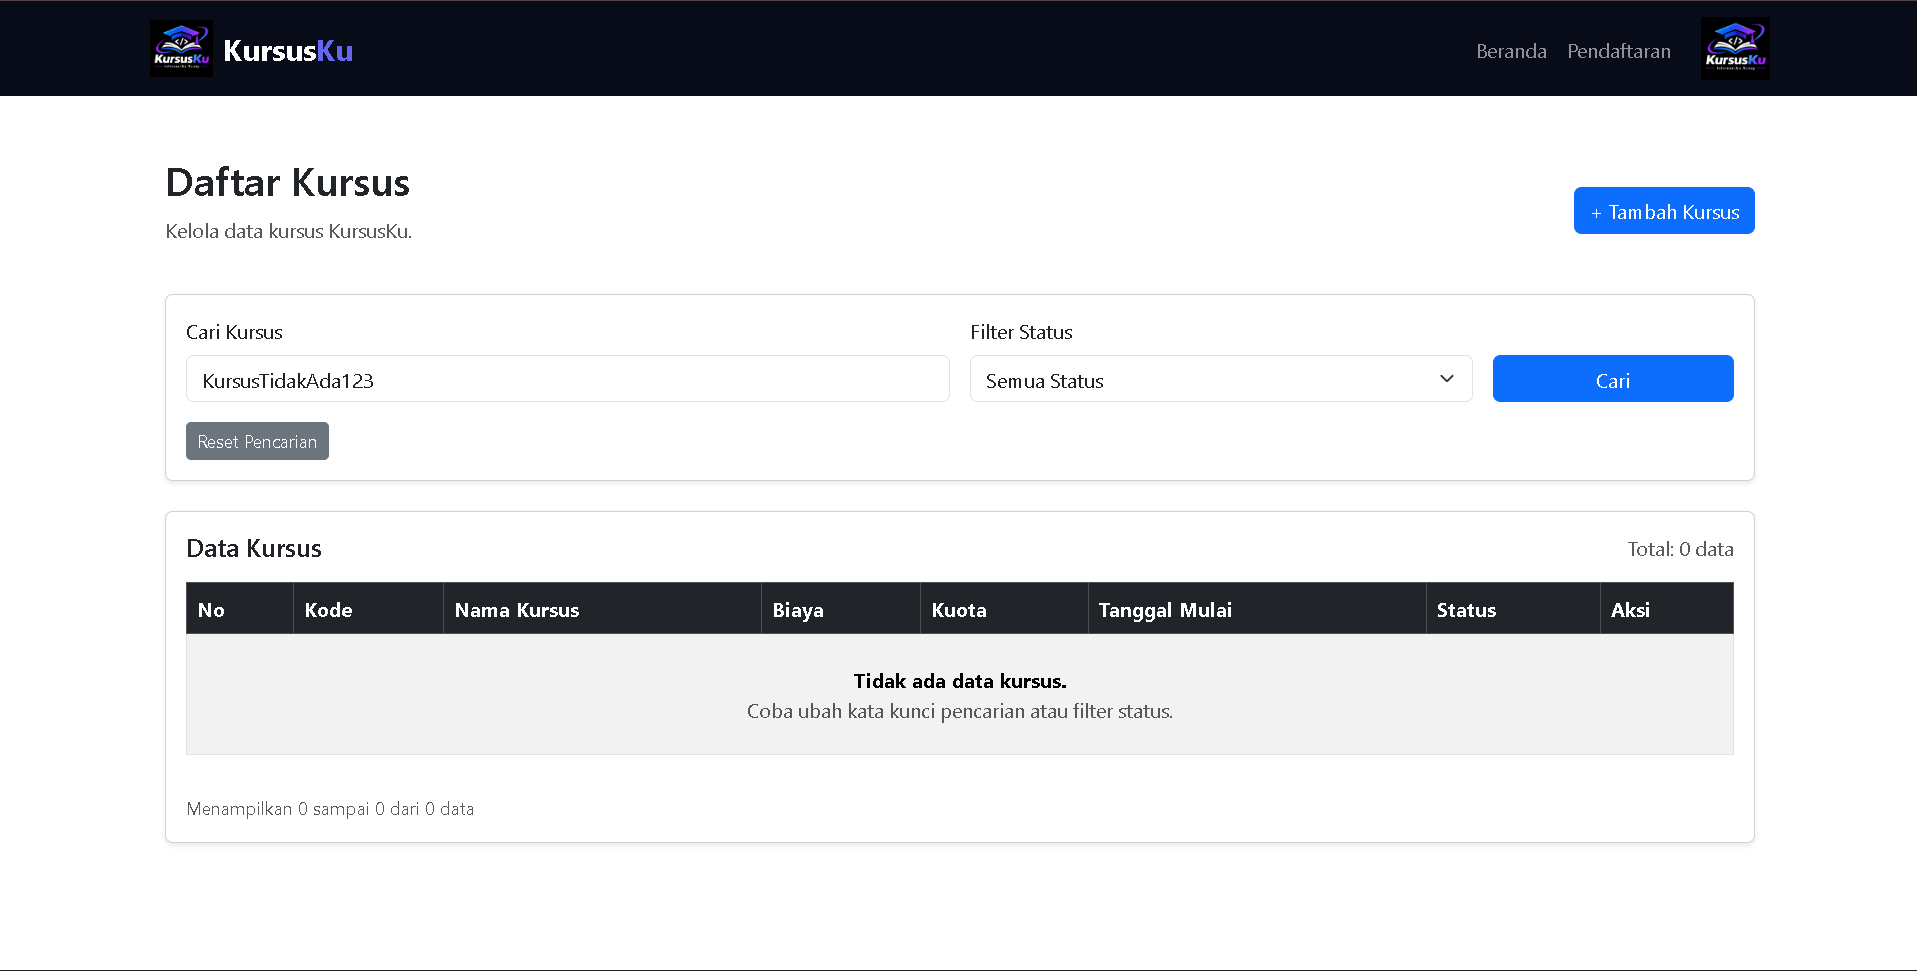 KursusKu
KursusKu
Beranda
Pendaftaran
KursusKu
Daftar Kursus
Kelola data kursus KursusKu.
+ Tambah Kursus
Cari Kursus
Filter Status
KursusTidakAda123
Semua Status
Cari
Reset Pencarian
Data Kursus
Total: 0 data
No Kode Nama Kursus Biaya Kuota Tanggal Mulai Status Aksi
Tidak ada data kursus.
Coba ubah kata kunci pencarian atau filter status.
Menampilkan 0 sampai 0 dari 0 data